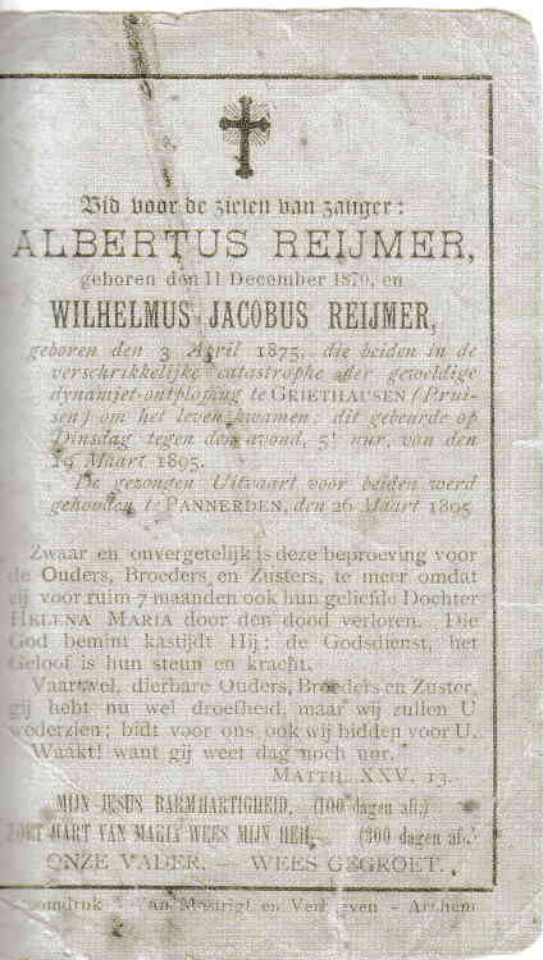 Bid voor de zielen van zanger:
ALBERTUS REIJMER,
geboren den 11 December 1870, en
WILHELMUS JACOBUS REIJMER,
geboren den 3 April 1875, die beiden in de
verschrikkelijke catastrophe der geweldige
dynamiet-ontploffing te GRIETHAUSEN (Pruis-
sen) om het leven kwamen; dit gebeurde op
Dinsdag tegen den avond, uur, van den
19 Maart 1895.
De gezongen Uitvaart voor beiden werd
gehouden te PANNERDEN, den 26 Maart 1895
Zwaar en onvergetelijk is deze beproeving voor
de Ouders, Broeders en Zusters, te meer omdat
zij voor ruim 7 maanden ook hun geliefde Dochter
HELENA MARIA door den dood verloren. Die
God bemint kastijdt Hij; de Godsdienst, het
Geloof is hun steun en kracht.
Vaarwel, dierbare Ouders, Broeders en Zuster,
gij hebt nu wel droefheid, maar wij zullen U
wederzien; bidt voor ons ook wij bidden voor U.
Waakt! want gij weet dag noch uur.
MATTH. XXV. 13.
MIJN JESUS BARMHARTIGHEID. (100 dagen afl.)
ZOET HART VAN MARIA WEES MIJN HEIL. (300 dagen afl.)
ONZE VADER. — WEES GEGROET.
en Verhoeven - Arnhem